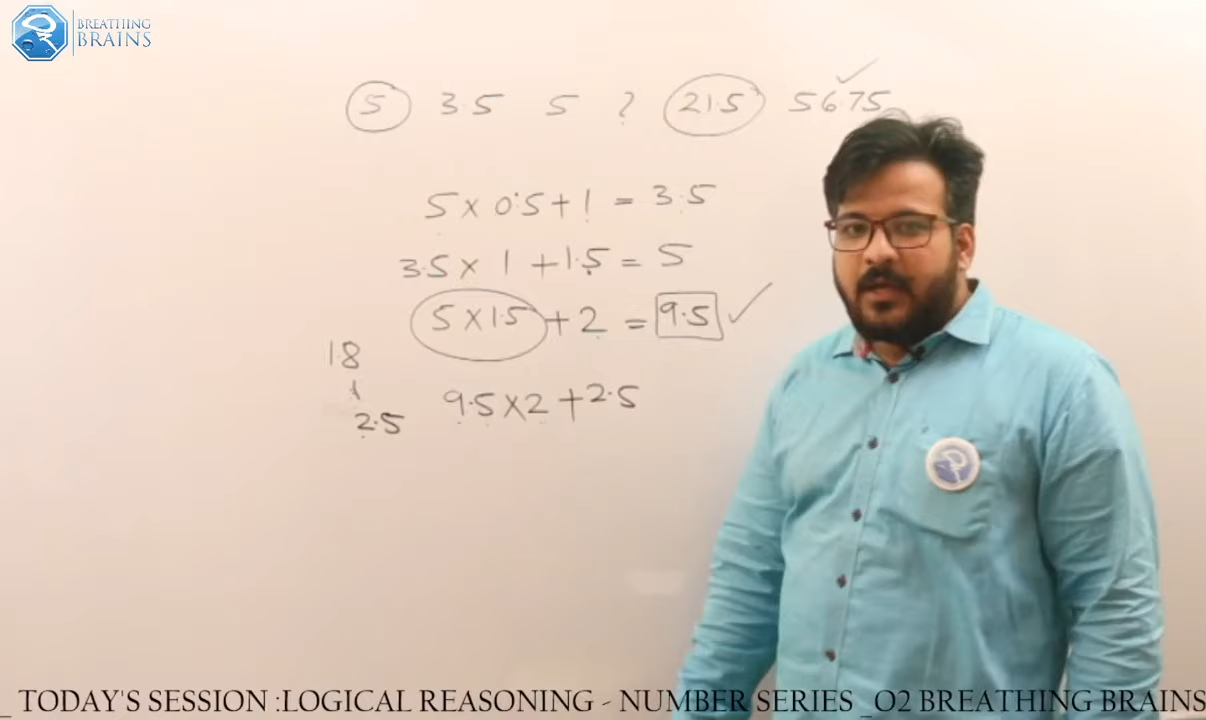 BREATHING
BRAINS
5 3.5 5 ? 21.5 56.75
5 x 0.5 + 1 = 3.5
3.5 x 1 + 1.5 = 5
5 x 1.5 + 2 = 9.5
18
+
2.5
9.5 x 2 + 2.5
_ TODAY'S SESSION :LOGICAL REASONING - NUMBER SERIES _O2 BREATHING BRAINS